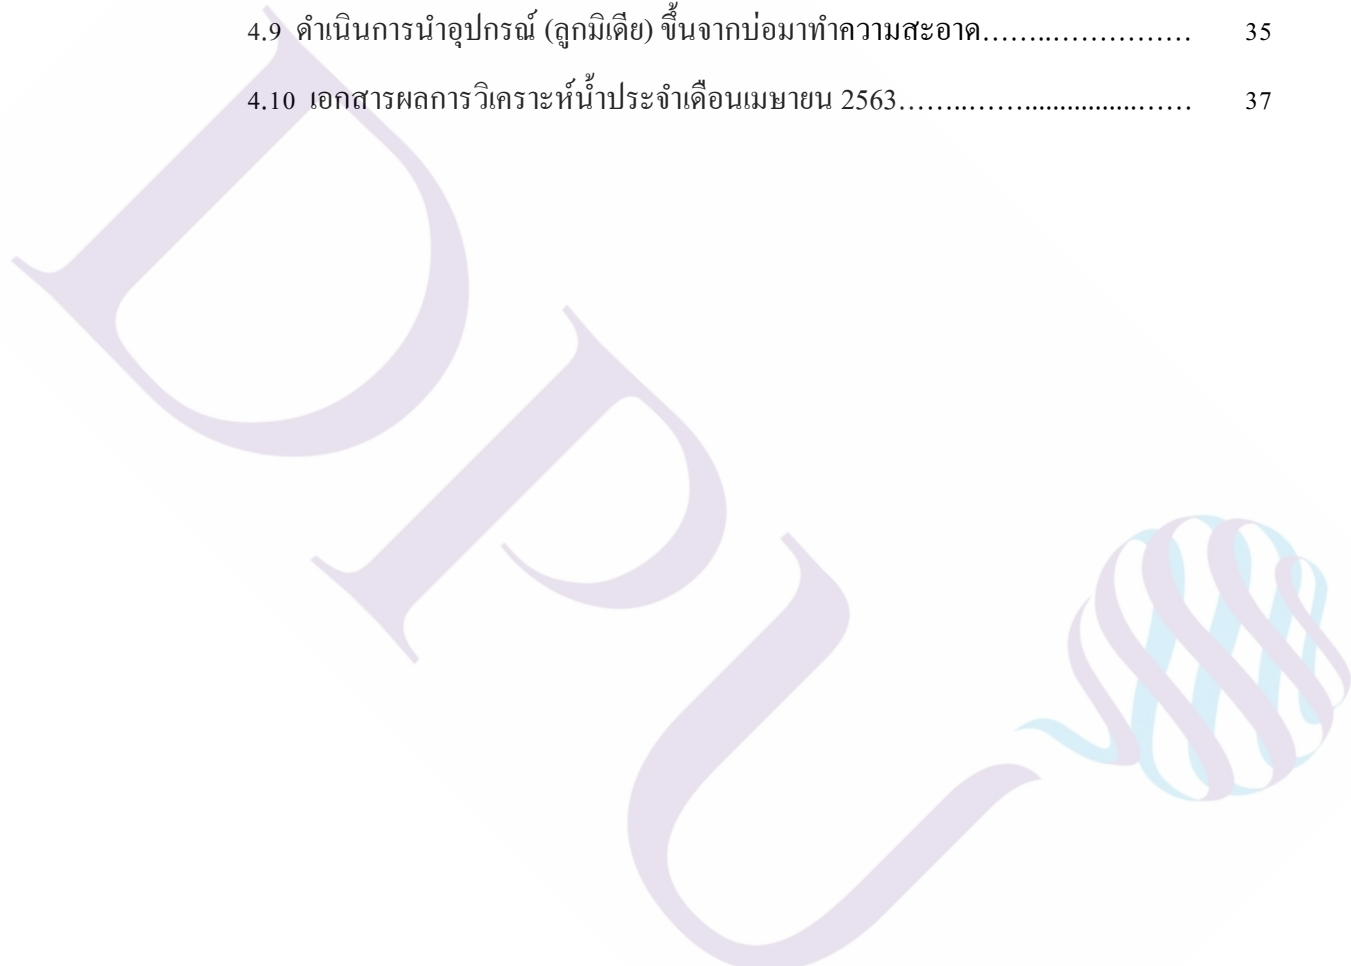 4.9 ดำเนินการนำอุปกรณ์ (ลูกมิเดีย) ขึ้นจากบ่อมาทำความสะอาด…………………… 35
4.10 เอกสารผลการวิเคราะห์น้ำประจำเดือนเมษายน 2563…………………………… 37
DPU